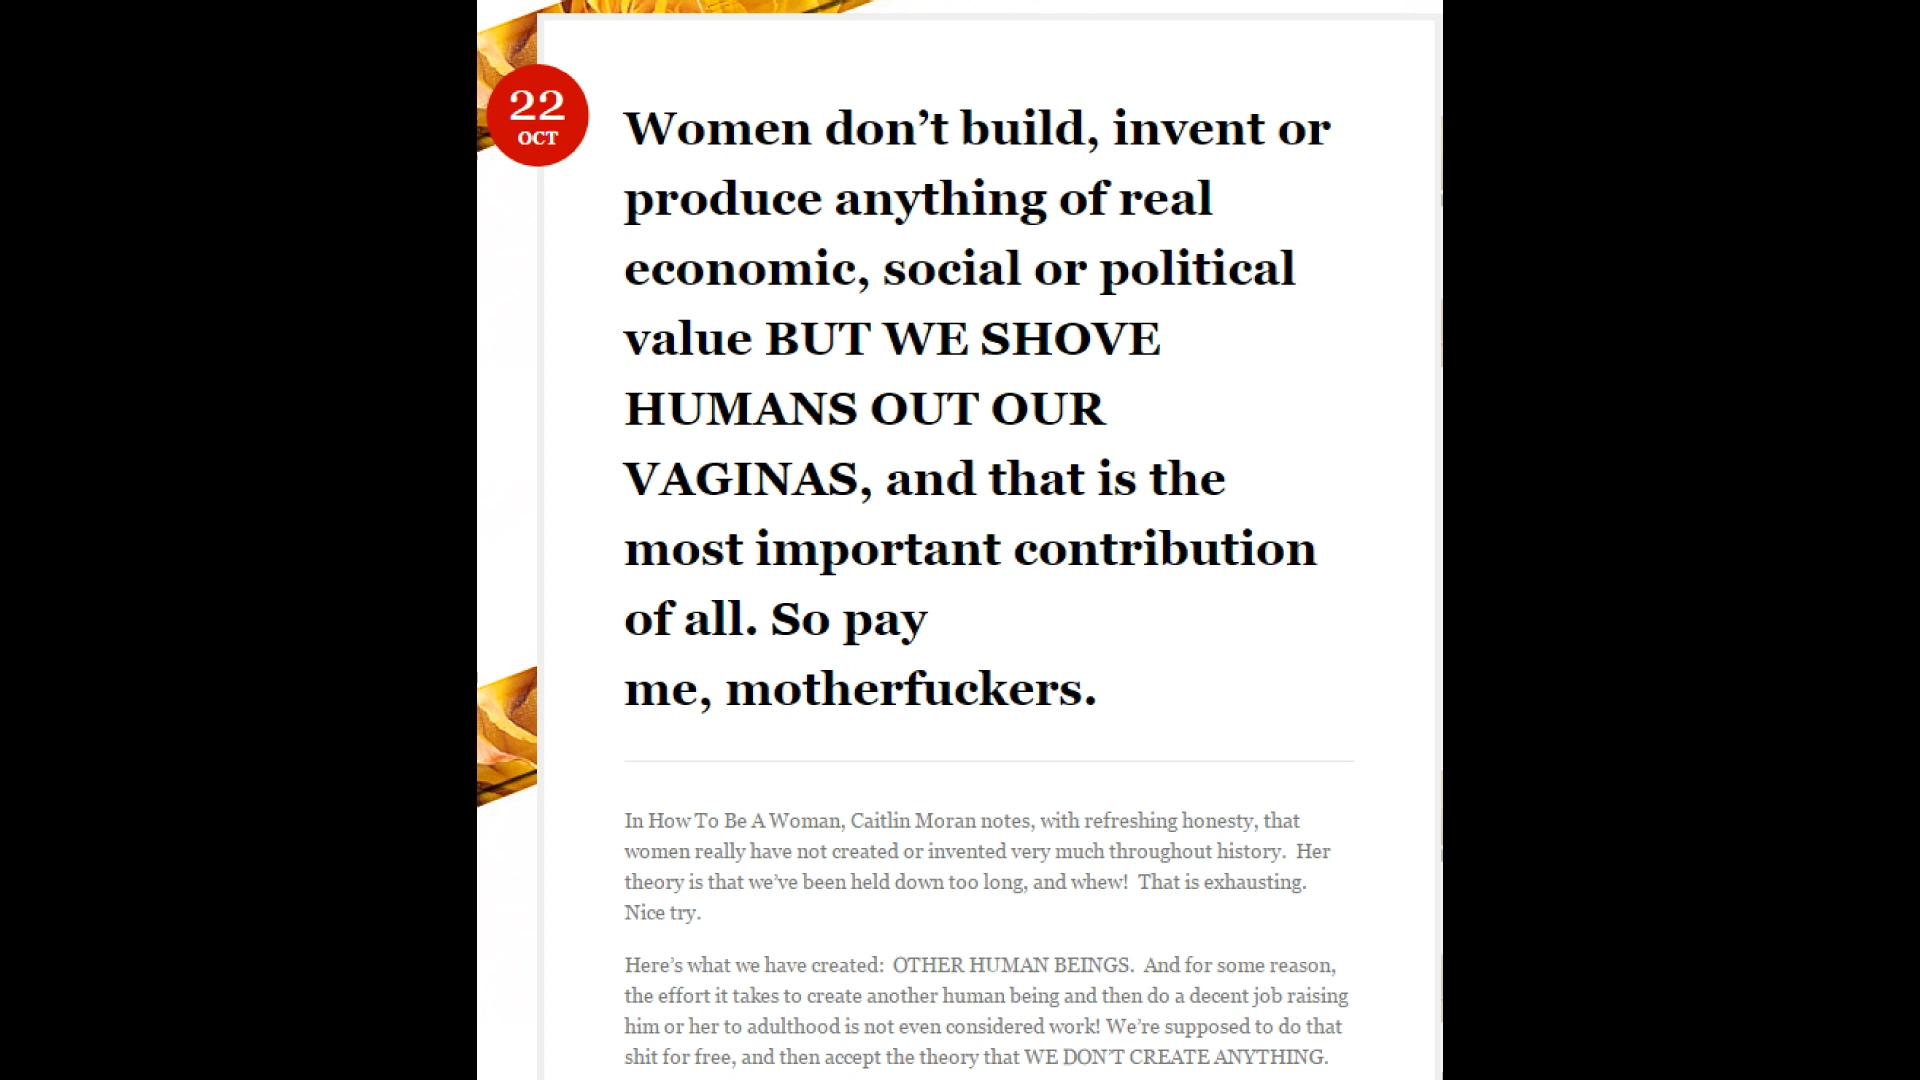 22
OCT
Women don’t build, invent or
produce anything of real
economic, social or political
value BUT WE SHOVE
HUMANS OUT OUR
VAGINAS, and that is the
most important contribution
of all. So pay
me, motherfuckers.
In How To Be A Woman, Caitlin Moran notes, with refreshing honesty, that
women really have not created or invented very much throughout history.  Her
theory is that we’ve been held down too long, and whew!  That is exhausting.
Nice try.
Here’s what we have created:  OTHER HUMAN BEINGS.  And for some reason,
the effort it takes to create another human being and then do a decent job raising
him or her to adulthood is not even considered work! We’re supposed to do that
shit for free, and then accept the theory that WE DON’T CREATE ANYTHING.